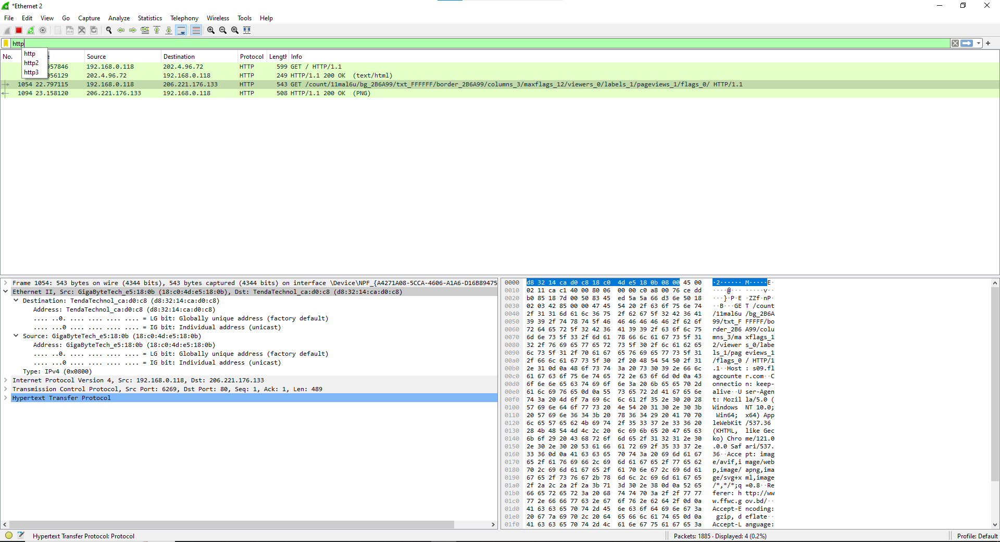 *Ethernet 2
File Edit View Go Capture Analyze Statistics Telephony Wireless Tools Help
http
http
http2
http3
No. Source Destination Protocol Length Info
957846 192.168.0.118 202.4.96.72 HTTP 599 GET / HTTP/1.1
056129 202.4.96.72 192.168.0.118 HTTP 249 HTTP/1.1 200 OK (text/html)
1054 22.797115 192.168.0.118 206.221.176.133 HTTP 543 GET /count/11mal6u/bg_2B6A99/txt_FFFFFF/border_2B6A99/columns_3/maxflags_12/viewers_0/labels_1/pageviews_1/flags_0/ HTTP/1.1
1094 23.158120 206.221.176.133 192.168.0.118 HTTP 508 HTTP/1.1 200 OK (PNG)
Frame 1054: 543 bytes on wire (4344 bits), 543 bytes captured (4344 bits) on interface \Device\NPF_{A4271A08-5CCA-4606-A1A6-D16B89475
Ethernet II, Src: GigaByteTech_e5:18:0b (18:c0:4d:e5:18:0b), Dst: TendaTechnol_ca:d0:c8 (d8:32:14:ca:d0:c8)
Destination: TendaTechnol_ca:d0:c8 (d8:32:14:ca:d0:c8)
Address: TendaTechnol_ca:d0:c8 (d8:32:14:ca:d0:c8)
.... ..0. .... .... .... .... = LG bit: Globally unique address (factory default)
.... ...0 .... .... .... .... = IG bit: Individual address (unicast)
Source: GigaByteTech_e5:18:0b (18:c0:4d:e5:18:0b)
Address: GigaByteTech_e5:18:0b (18:c0:4d:e5:18:0b)
.... ..0. .... .... .... .... = LG bit: Globally unique address (factory default)
.... ...0 .... .... .... .... = IG bit: Individual address (unicast)
Type: IPv4 (0x0800)
Internet Protocol Version 4, Src: 192.168.0.118, Dst: 206.221.176.133
Transmission Control Protocol, Src Port: 6269, Dst Port: 80, Seq: 1, Ack: 1, Len: 489
Hypertext Transfer Protocol
0000 d8 32 14 ca d0 c8 18 c0 4d e5 18 0b 08 00 45 00 ·2······ M·····E·
0010 02 11 ca c1 40 00 80 06 00 00 c0 a8 00 76 ce dd ····@··· ·····v··
0020 b0 85 18 7d 00 50 83 45 ed 5a 5a 66 d3 6e 50 18 ···}·P·E ·ZZf·nP·
0030 02 03 42 85 00 00 47 45 54 20 2f 63 6f 75 6e 74 ··B···GE T /count
0040 2f 31 31 6d 61 6c 36 75 2f 62 67 5f 32 42 36 41 /11mal6u /bg_2B6A
0050 39 39 2f 74 78 74 5f 46 46 46 46 46 46 2f 62 6f 99/txt_F FFFFF/bo
0060 72 64 65 72 5f 32 42 36 41 39 39 2f 63 6f 6c 75 rder_2B6 A99/colu
0070 6d 6e 73 5f 33 2f 6d 61 78 66 6c 61 67 73 5f 31 mns_3/ma xflags_1
0080 32 2f 76 69 65 77 65 72 73 5f 30 2f 6c 61 62 65 2/viewer s_0/labe
0090 6c 73 5f 31 2f 70 61 67 65 76 69 65 77 73 5f 31 ls_1/pag eviews_1
00a0 2f 66 6c 61 67 73 5f 30 2f 20 48 54 54 50 2f 31 /flags_0 / HTTP/1
00b0 2e 31 0d 0a 48 6f 73 74 3a 20 73 30 39 2e 66 6c .1··Host : s09.fl
00c0 61 67 63 6f 75 6e 74 65 72 2e 63 6f 6d 0d 0a 43 agcounte r.com··C
00d0 6f 6e 6e 65 63 74 69 6f 6e 3a 20 6b 65 65 70 2d onnectio n: keep-
00e0 61 6c 69 76 65 0d 0a 55 73 65 72 2d 41 67 65 6e alive··U ser-Agen
00f0 74 3a 20 4d 6f 7a 69 6c 6c 61 2f 35 2e 30 20 28 t: Mozil la/5.0 (
0100 57 69 6e 64 6f 77 73 20 4e 54 20 31 30 2e 30 3b Windows  NT 10.0;
0110 20 57 69 6e 36 34 3b 20 78 36 34 29 20 41 70 70 Win64;  x64) App
0120 6c 65 57 65 62 4b 69 74 2f 35 33 37 2e 33 36 20 leWebKit /537.36
0130 28 4b 48 54 4d 4c 2c 20 6c 69 6b 65 20 47 65 63 (KHTML,  like Gec
0140 6b 6f 29 20 43 68 72 6f 6d 65 2f 31 32 31 2e 30 ko) Chro me/121.0
0150 2e 30 2e 30 20 53 61 66 61 72 69 2f 35 33 37 2e .0.0 Saf ari/537.
0160 33 36 0d 0a 41 63 63 65 70 74 3a 20 69 6d 61 67 36··Acce pt: imag
0170 65 2f 61 76 69 66 2c 69 6d 61 67 65 2f 77 65 62 e/avif,i mage/web
0180 70 2c 69 6d 61 67 65 2f 61 70 6e 67 2c 69 6d 61 p,image/ apng,ima
0190 67 65 2f 73 76 67 2b 78 6d 6c 2c 69 6d 61 67 65 ge/svg+x ml,image
01a0 2f 2a 2c 2a 2f 2a 3b 71 3d 30 2e 38 0d 0a 52 65 /*,*/*;q =0.8··Re
01b0 66 65 72 65 72 3a 20 68 74 74 70 3a 2f 2f 77 77 ferer: h ttp://ww
01c0 77 2e 66 66 77 63 2e 67 6f 76 2e 62 64 2f 0d 0a w.ffwc.g ov.bd/··
01d0 41 63 63 65 70 74 2d 45 6e 63 6f 64 69 6e 67 3a Accept-E ncoding:
01e0 20 67 7a 69 70 2c 20 64 65 66 6c 61 74 65 0d 0a gzip, d eflate··
01f0 41 63 63 65 70 74 2d 4c 61 6e 67 75 61 67 65 3a Accept-L anguage:
Hypertext Transfer Protocol: Protocol
Packets: 1885 · Displayed: 4 (0.2%)
Profile: Default